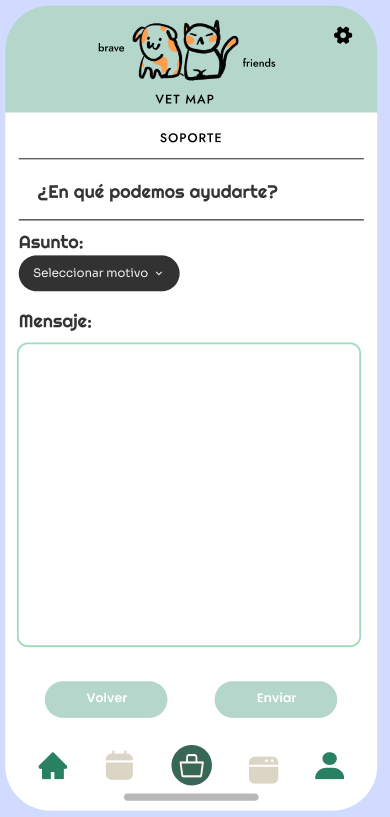 brave
friends
VET MAP
SOPORTE
¿En qué podemos ayudarte?
Asunto:
Seleccionar motivo
Mensaje:
Volver
Enviar